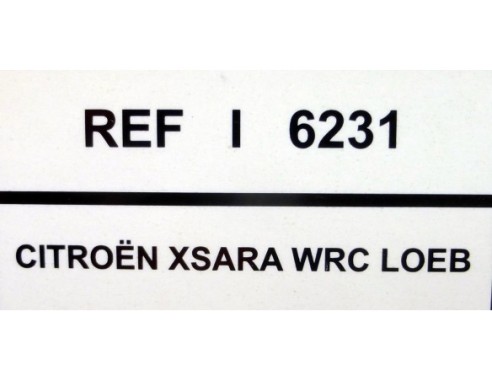 REF I 6231
CITROËN XSARA WRC LOEB